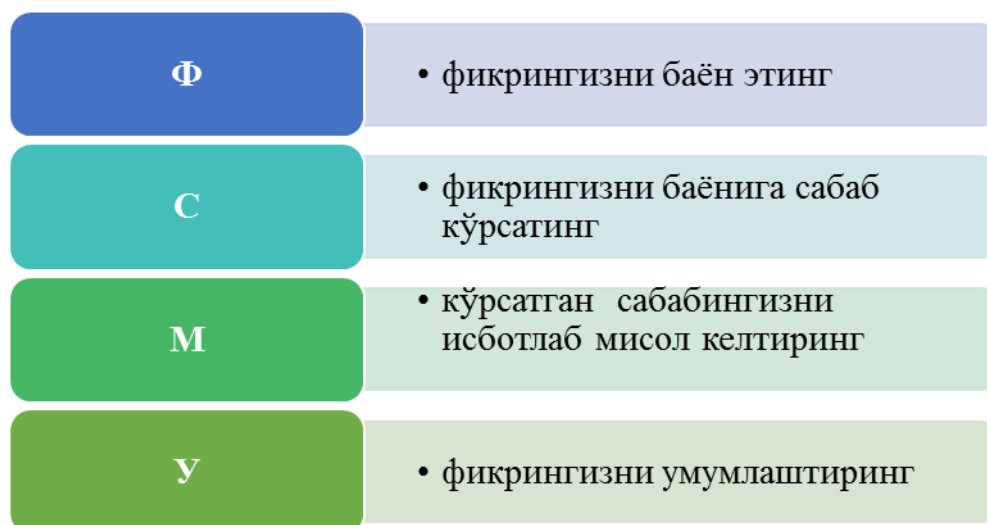 Ф
• фикрингизни баён этинг
С
• фикрингизни баёнига сабаб
кўрсатинг
М
• кўрсатган сабабингизни
исботлаб мисол келтиринг
У
• фикрингизни умумлаштиринг